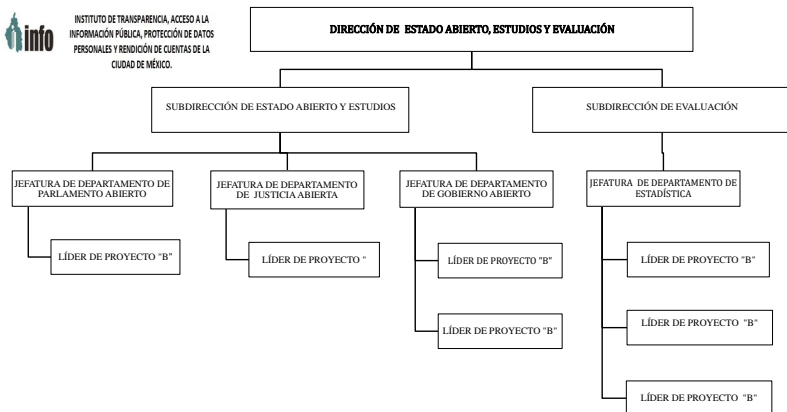 info
INSTITUTO DE TRANSPARENCIA, ACCESO A LA
INFORMACIÓN PÚBLICA, PROTECCIÓN DE DATOS
PERSONALES Y RENDICIÓN DE CUENTAS DE LA
CIUDAD DE MÉXICO.
DIRECCIÓN DE ESTADO ABIERTO, ESTUDIOS Y EVALUACIÓN
SUBDIRECCIÓN DE ESTADO ABIERTO Y ESTUDIOS
SUBDIRECCIÓN DE EVALUACIÓN
JEFATURA DE DEPARTAMENTO DE
PARLAMENTO ABIERTO
JEFATURA DE DEPARTAMENTO
DE JUSTICIA ABIERTA
JEFATURA DE DEPARTAMENTO
DE GOBIERNO ABIERTO
JEFATURA DE DEPARTAMENTO DE
ESTADÍSTICA
LÍDER DE PROYECTO "B"
LÍDER DE PROYECTO "
LÍDER DE PROYECTO "B"
LÍDER DE PROYECTO "B"
LÍDER DE PROYECTO "B"
LÍDER DE PROYECTO "B"
LÍDER DE PROYECTO "B"